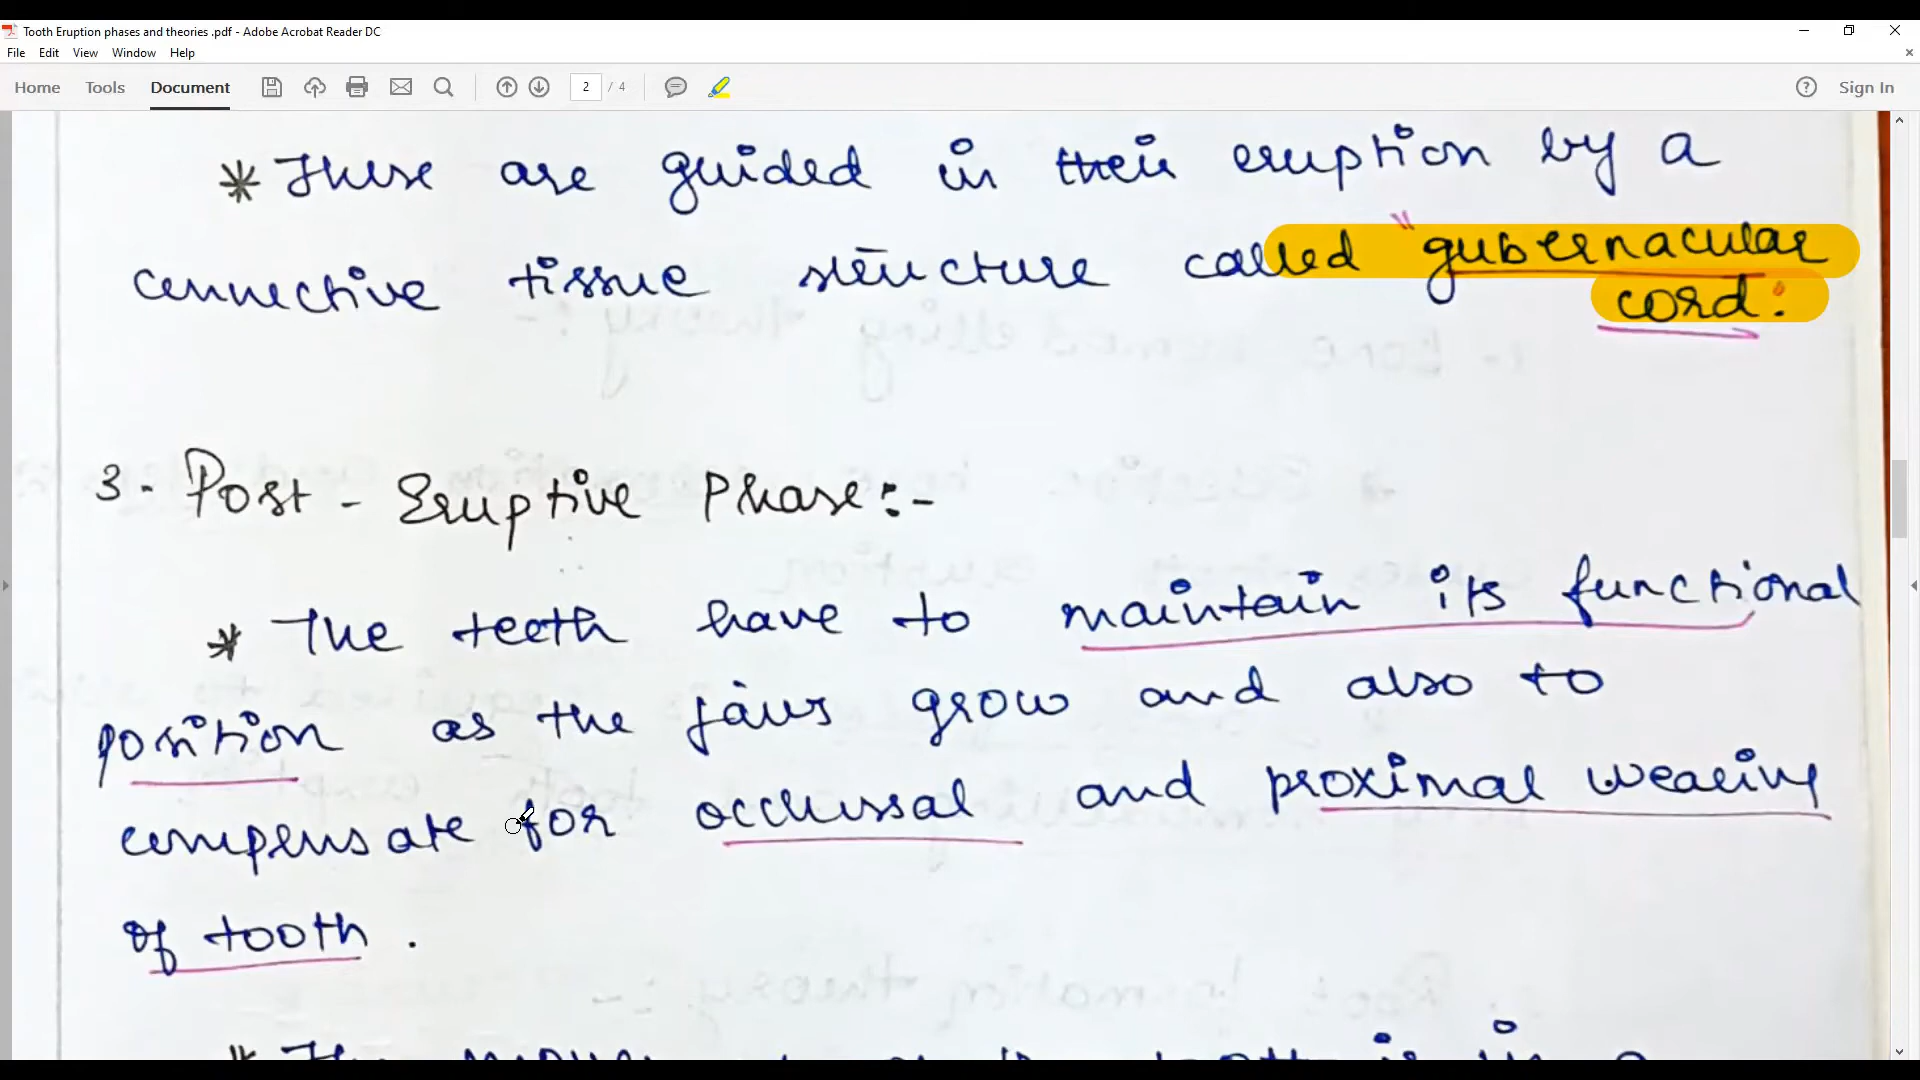 Tooth Eruption phases and theories .pdf - Adobe Acrobat Reader DC
File Edit View Window Help
Home Tools Document 2 / 4 Sign In
* These are guided in their eruption by a
connective tissue structure called "gubernacular
cord:
3. Post - Eruptive Phase:-
* The teeth have to maintain its functional
position as the jaws grow and also to
compensate for occlussal and proximal wearing
of tooth .